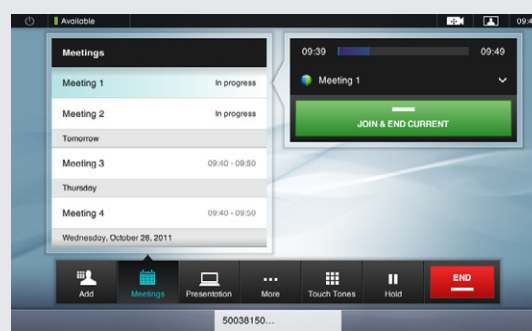 Available
09:4
Meetings
Meeting 1
In progress
Meeting 2
In progress
Tomorrow
Meeting 3
09:40 - 09:50
Thursday
Meeting 4
09:40 - 09:50
Wednesday, October 26, 2011
09:39
09:49
Meeting 1
JOIN & END CURRENT
Add
Meetings
Presentation
More
Touch Tones
Hold
END
50038150...